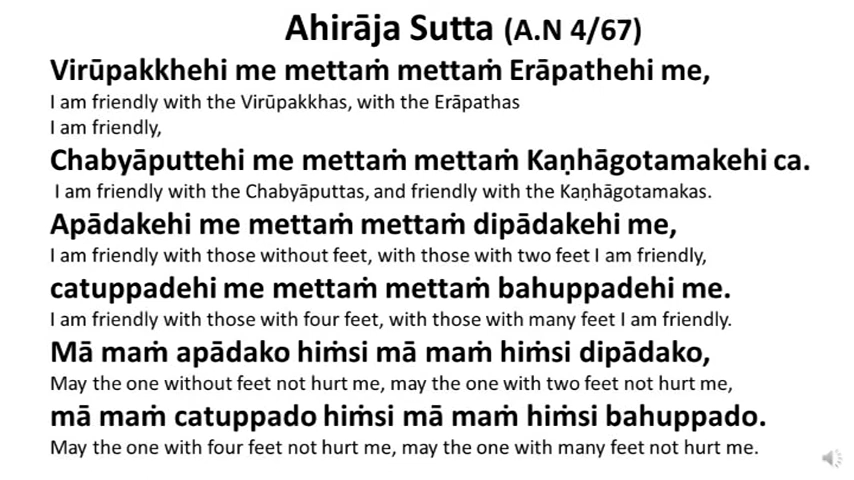 Ahirāja Sutta (A.N 4/67)
Virūpakkhehi me mettaṁ mettaṁ Erāpathehi me,
I am friendly with the Virūpakkhas, with the Erāpathas
I am friendly,
Chabyāputtehi me mettaṁ mettaṁ Kaṇhāgotamakehi ca.
I am friendly with the Chabyāputtas, and friendly with the Kaṇhāgotamakas.
Apādakehi me mettaṁ mettaṁ dipādakehi me,
I am friendly with those without feet, with those with two feet I am friendly,
catuppadehi me mettaṁ mettaṁ bahuppadehi me.
I am friendly with those with four feet, with those with many feet I am friendly.
Mā maṁ apādako hiṁsi mā maṁ hiṁsi dipādako,
May the one without feet not hurt me, may the one with two feet not hurt me,
mā maṁ catuppado hiṁsi mā maṁ hiṁsi bahuppado.
May the one with four feet not hurt me, may the one with many feet not hurt me.